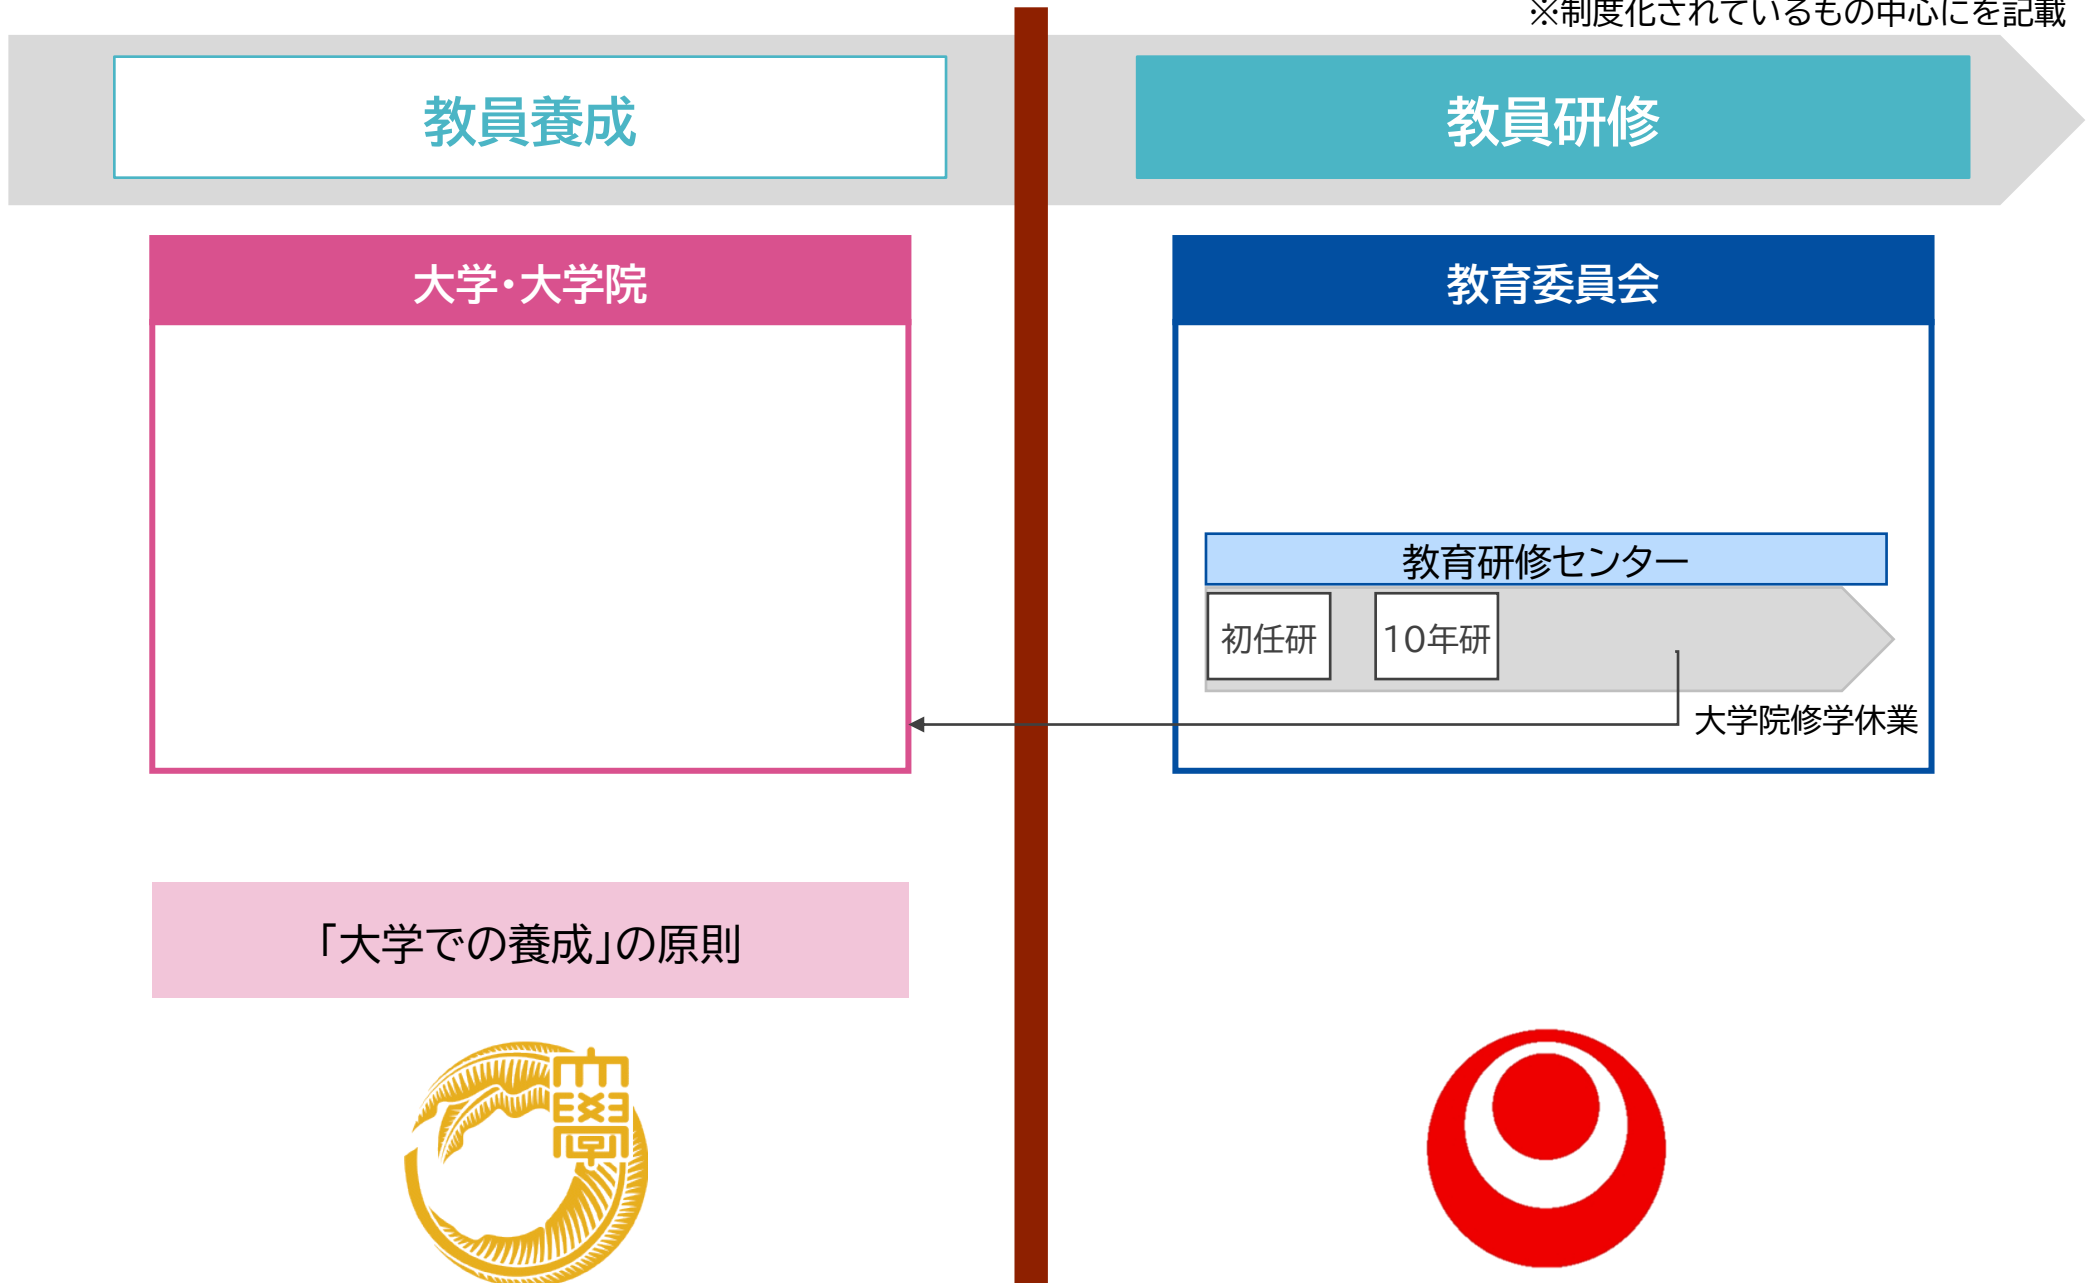 ※制度化されているもの中心にを記載
教員養成
教員研修
大学・大学院
教育委員会
教育研修センター
初任研
10年研
大学院修学休業
「大学での養成」の原則
大學